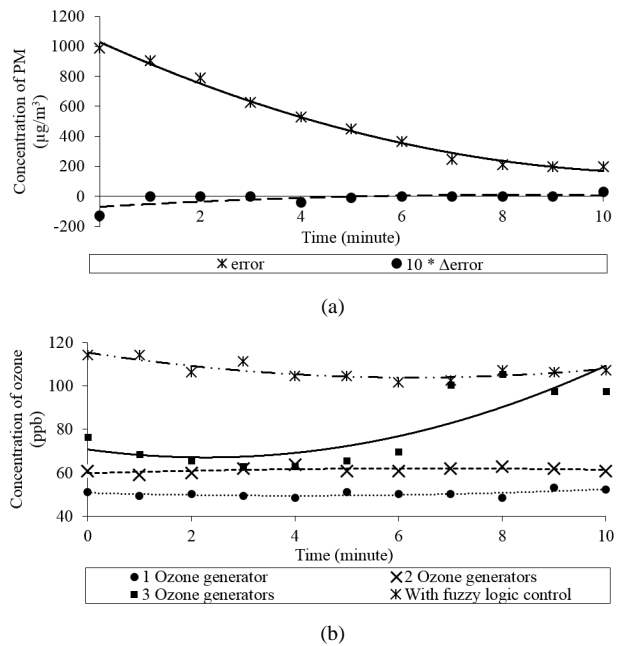 Concentration of PM
(µg/m³)
1200
1000
800
600
400
200
0
-200
0 2 4 6 8 10
Time (minute)
error 10 * Δerror
(a)
Concentration of ozone
(ppb)
120
100
80
60
40
0 2 4 6 8 10
Time (minute)
1 Ozone generator 2 Ozone generators
3 Ozone generators With fuzzy logic control
(b)